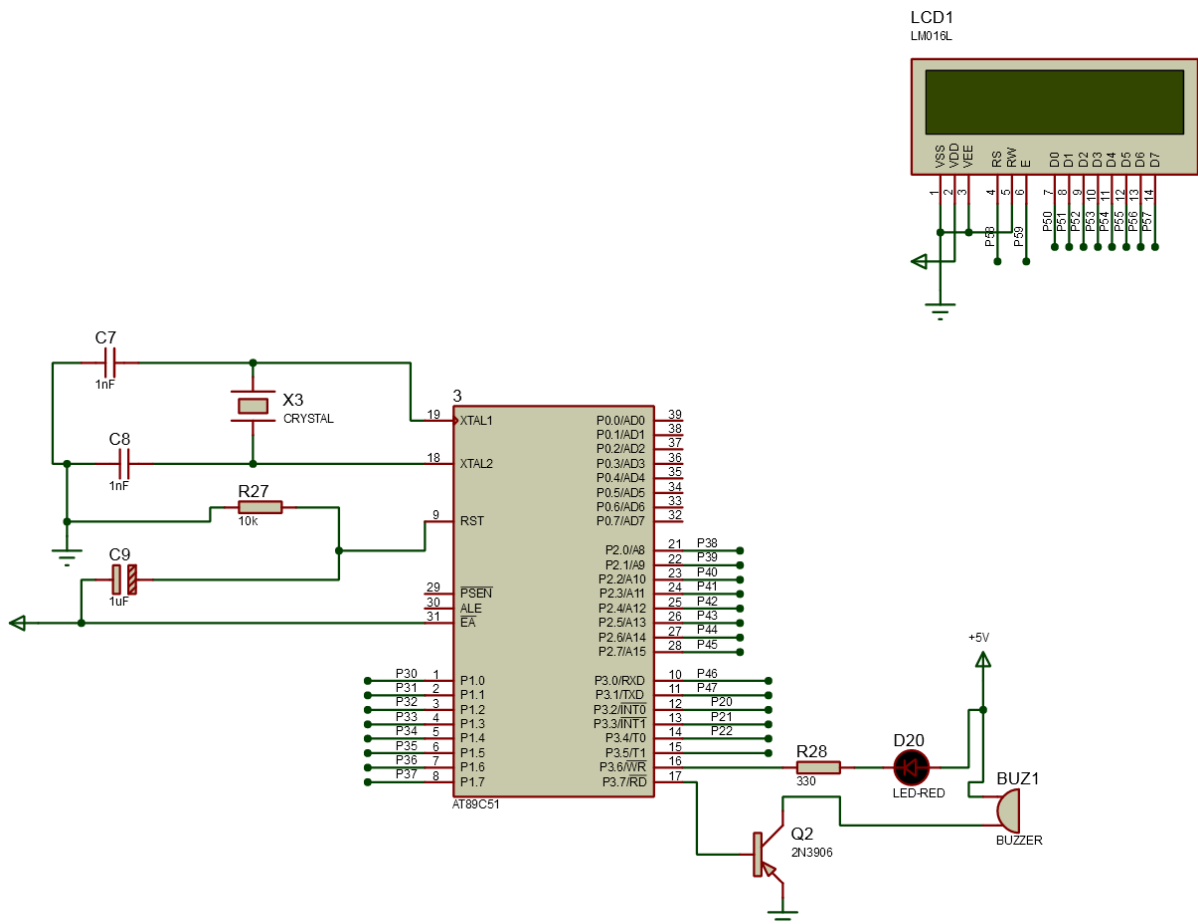 LCD1
LM016L
VSS
VDD
VEE
RS
RW
E
D0
D1
D2
D3
D4
D5
D6
D7
1
2
3
4
5
6
7
8
9
10
11
12
13
14
P58
P59
P50
P51
P52
P53
P54
P55
P56
P57
C7
1nF
X3
CRYSTAL
C8
1nF
R27
10k
C9
1uF
3
19 XTAL1
18 XTAL2
9 RST
29 PSEN
30 ALE
31 EA
P30 1 P1.0
P31 2 P1.1
P32 3 P1.2
P33 4 P1.3
P34 5 P1.4
P35 6 P1.5
P36 7 P1.6
P37 8 P1.7
P0.0/AD0 39
P0.1/AD1 38
P0.2/AD2 37
P0.3/AD3 36
P0.4/AD4 35
P0.5/AD5 34
P0.6/AD6 33
P0.7/AD7 32
P2.0/A8 21 P38
P2.1/A9 22 P39
P2.2/A10 23 P40
P2.3/A11 24 P41
P2.4/A12 25 P42
P2.5/A13 26 P43
P2.6/A14 27 P44
P2.7/A15 28 P45
P3.0/RXD 10 P46
P3.1/TXD 11 P47
P3.2/INT0 12 P20
P3.3/INT1 13 P21
P3.4/T0 14 P22
P3.5/T1 15
P3.6/WR 16
P3.7/RD 17
AT89C51
+5V
R28
330
D20
LED-RED
BUZ1
BUZZER
Q2
2N3906